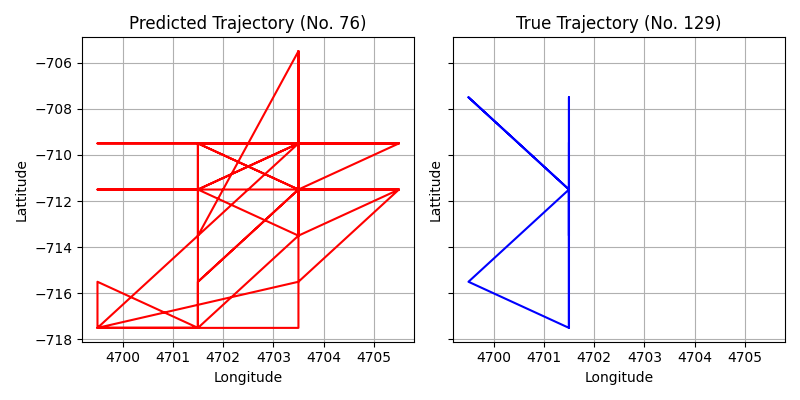 Predicted Trajectory (No. 76)
True Trajectory (No. 129)
−706
−708
−710
−712
−714
−716
−718
Lattitude
Lattitude
4700 4701 4702 4703 4704 4705
4700 4701 4702 4703 4704 4705
Longitude
Longitude